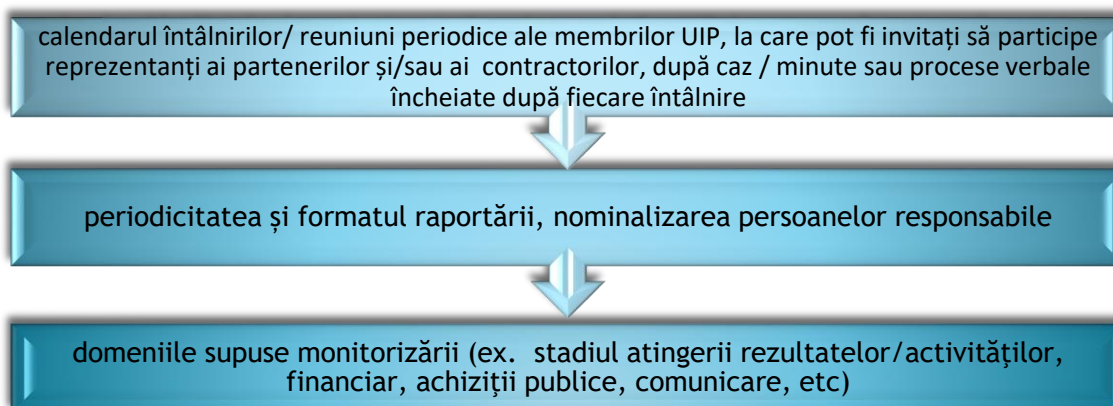 calendarul întâlnirilor/ reuniuni periodice ale membrilor UIP, la care pot fi invitați să participe
reprezentanți ai partenerilor și/sau ai contractorilor, după caz / minute sau procese verbale
încheiate după fiecare întâlnire
periodicitatea și formatul raportării, nominalizarea persoanelor responsabile
domeniile supuse monitorizării (ex. stadiul atingerii rezultatelor/activităţilor,
financiar, achiziţii publice, comunicare, etc)